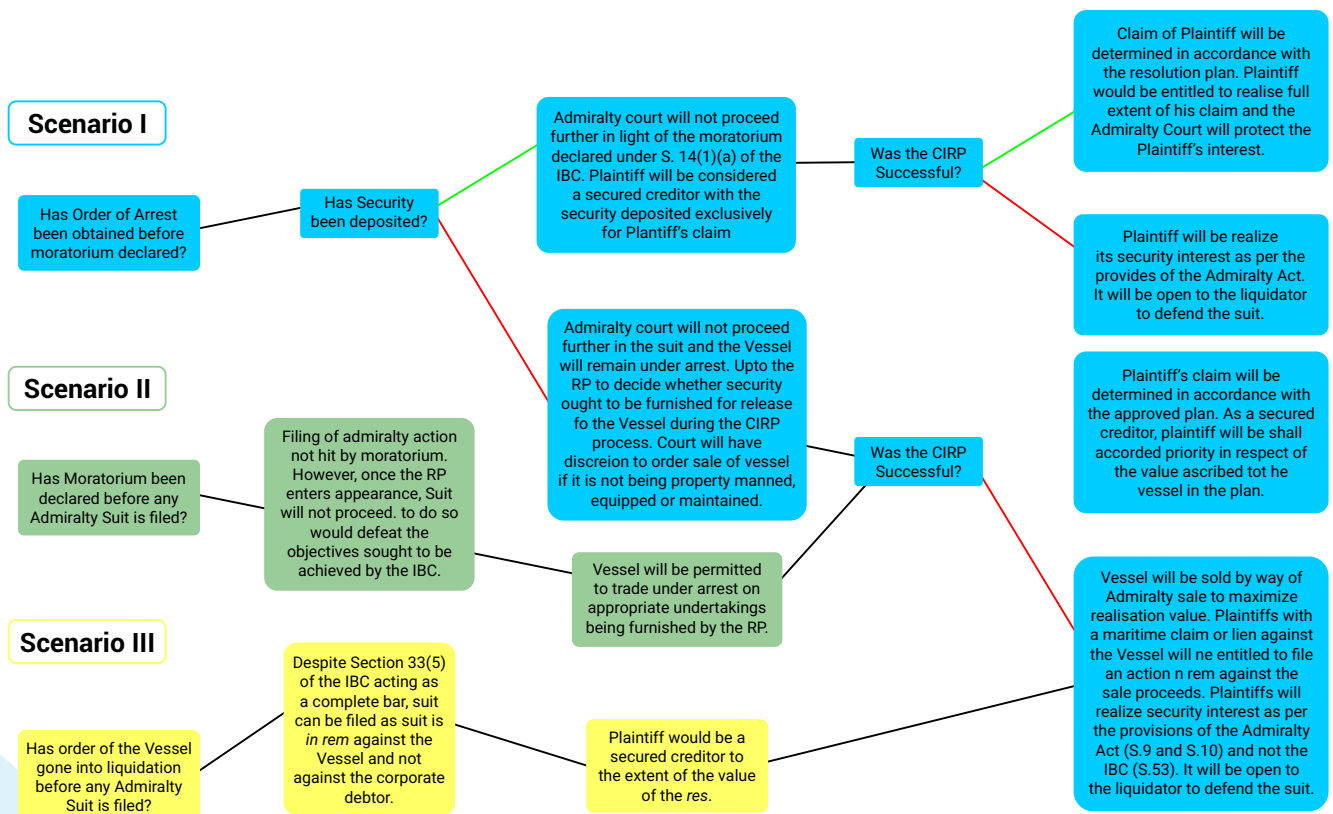 Scenario I
Has Order of Arrest
been obtained before
moratorium declared?
Has Security
been deposited?
Admiralty court will not proceed
further in light of the moratorium
declared under S. 14(1)(a) of the
IBC. Plaintiff will be considered
a secured creditor with the
security deposited exclusively
for Plantiff's claim
Was the CIRP
Successful?
Claim of Plaintiff will be
determined in accordance with
the resolution plan. Plaintiff
would be entitled to realise full
extent of his claim and the
Admiralty Court will protect the
Plaintiff's interest.
Plaintiff will be realize
its security interest as per the
provides of the Admiralty Act.
It will be open to the liquidator
to defend the suit.
Admiralty court will not proceed
further in the suit and the Vessel
will remain under arrest. Upto the
RP to decide whether security
ought to be furnished for release
fo the Vessel during the CIRP
process. Court will have
discreion to order sale of vessel
if it is not being property manned,
equipped or maintained.
Was the CIRP
Successful?
Plaintiff's claim will be
determined in accordance with
the approved plan. As a secured
creditor, plaintiff will be shall
accorded priority in respect of
the value ascribed tot he
vessel in the plan.
Scenario II
Has Moratorium been
declared before any
Admiralty Suit is filed?
Filing of admiralty action
not hit by moratorium.
However, once the RP
enters appearance, Suit
will not proceed. to do so
would defeat the
objectives sought to be
achieved by the IBC.
Vessel will be permitted
to trade under arrest on
appropriate undertakings
being furnished by the RP.
Vessel will be sold by way of
Admiralty sale to maximize
realisation value. Plaintiffs with
a maritime claim or lien against
the Vessel will ne entitled to file
an action n rem against the
sale proceeds. Plaintiffs will
realize security interest as per
the provisions of the Admiralty
Act (S.9 and S.10) and not the
IBC (S.53). It will be open to
the liquidator to defend the suit.
Scenario III
Has order of the Vessel
gone into liquidation
before any Admiralty
Suit is filed?
Despite Section 33(5)
of the IBC acting as
a complete bar, suit
can be filed as suit is
in rem against the
Vessel and not
against the corporate
debtor.
Plaintiff would be a
secured creditor to
the extent of the value
of the res.